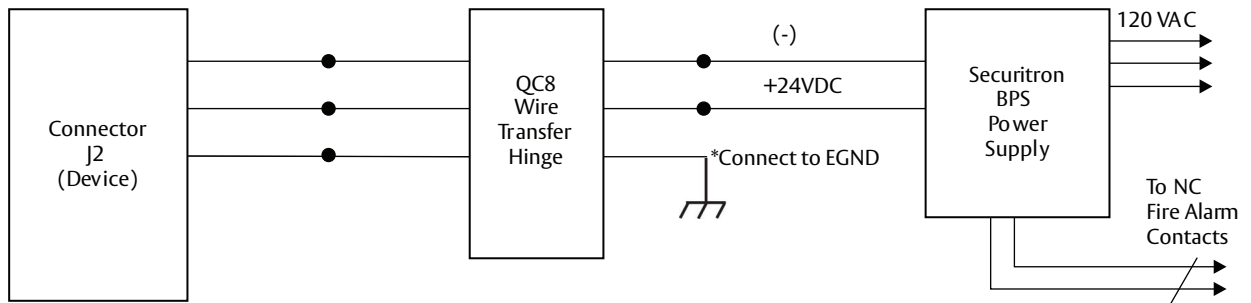 Connector
J2
(Device)
QC8
Wire
Transfer
Hinge
(-)
+24VDC
*Connect to EGND
Securitron
BPS
Power
Supply
120 VAC
To NC
Fire Alarm
Contacts